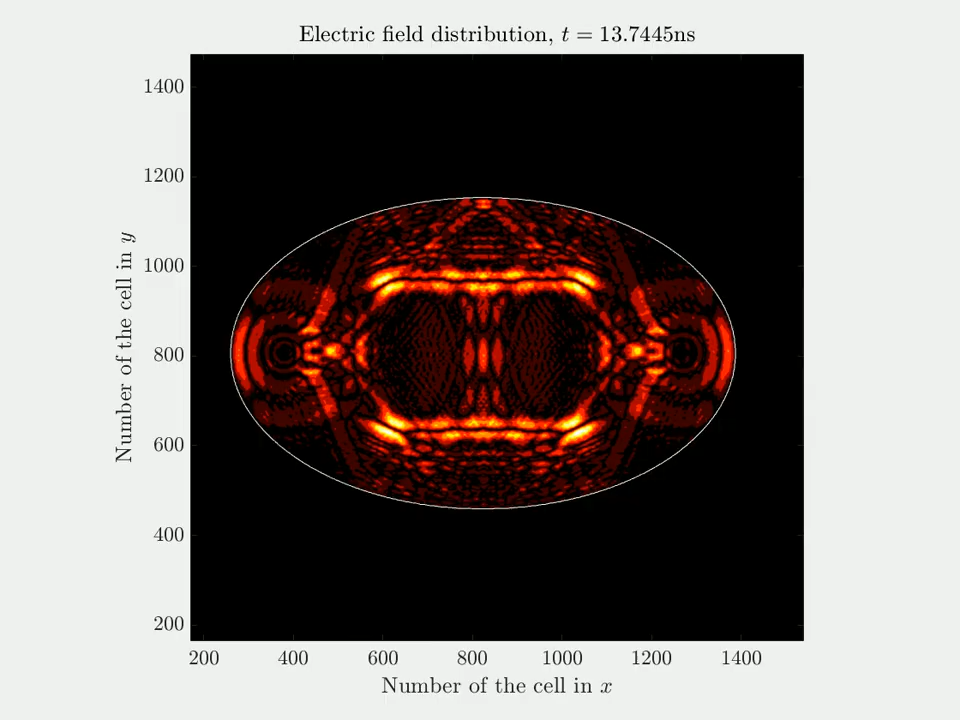 Electric field distribution, t = 13.7445ns
1400
1200
1000
800
600
400
200
Number of the cell in y
200 400 600 800 1000 1200 1400
Number of the cell in x